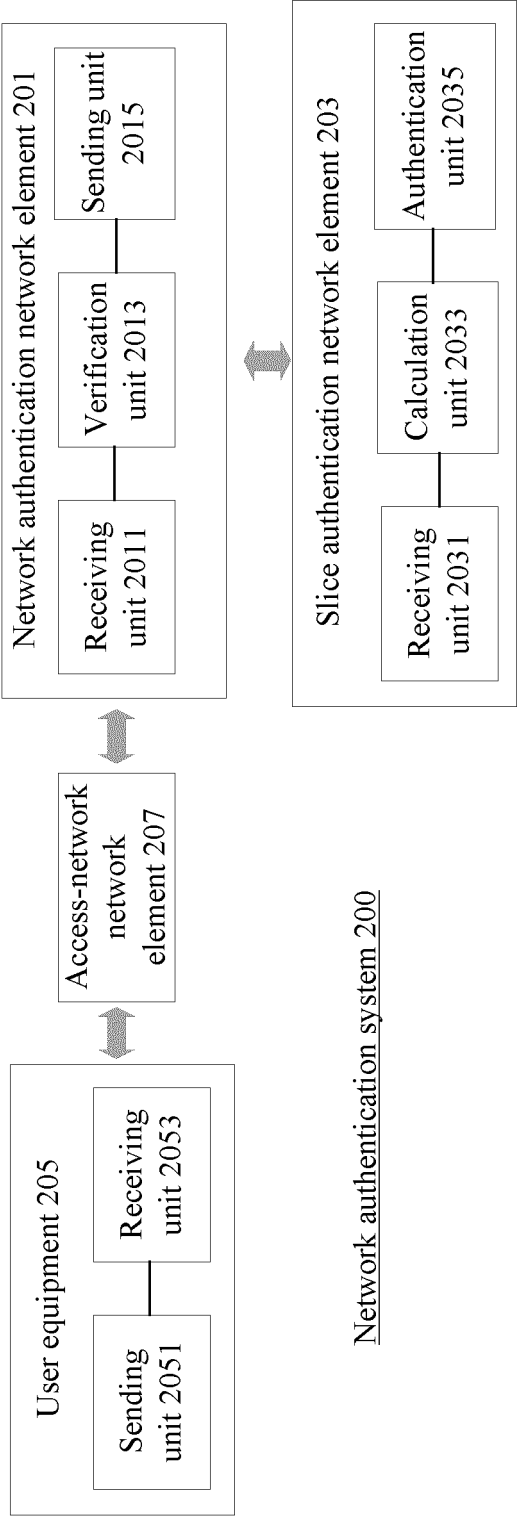 User equipment 205
Sending
unit 2051
Receiving
unit 2053
Access-network
network
element 207
Network authentication network element 201
Receiving
unit 2011
Verification
unit 2013
Sending unit
2015
Slice authentication network element 203
Receiving
unit 2031
Calculation
unit 2033
Authentication
unit 2035
Network authentication system 200